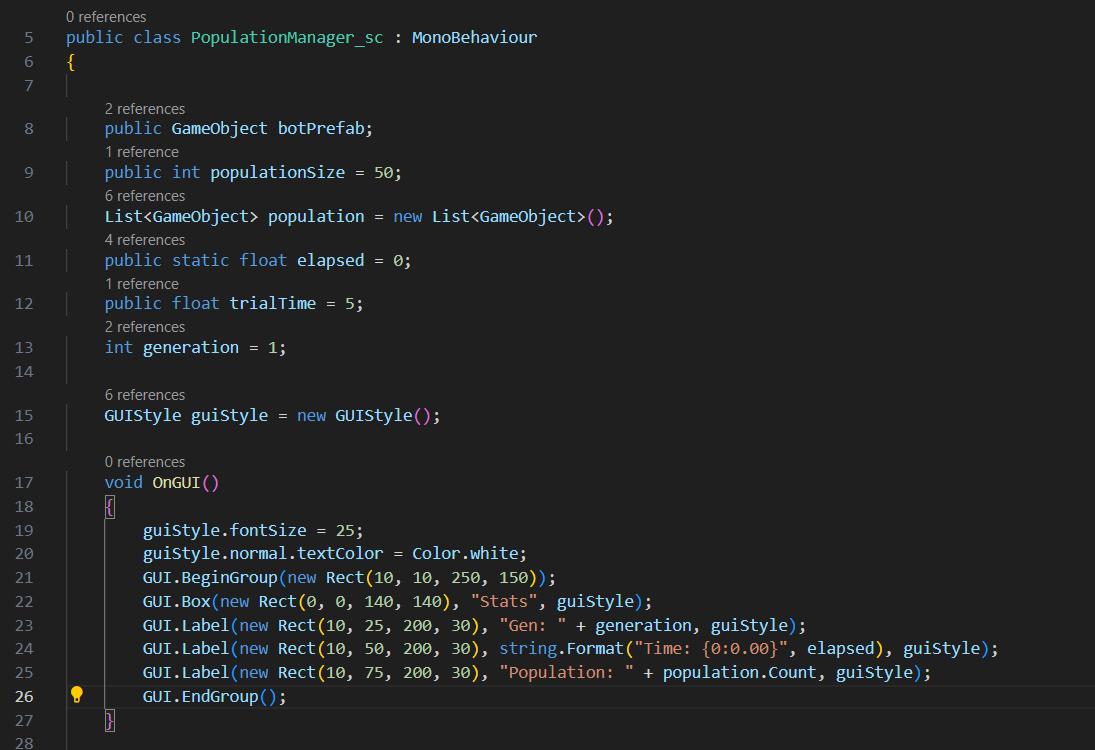 0 references
5 public class PopulationManager_sc : MonoBehaviour
6 {
7
2 references
8 public GameObject botPrefab;
1 reference
9 public int populationSize = 50;
6 references
10 List<GameObject> population = new List<GameObject>();
4 references
11 public static float elapsed = 0;
1 reference
12 public float trialTime = 5;
2 references
13 int generation = 1;
14
6 references
15 GUIStyle guiStyle = new GUIStyle();
16
0 references
17 void OnGUI()
18 {
19 guiStyle.fontSize = 25;
20 guiStyle.normal.textColor = Color.white;
21 GUI.BeginGroup(new Rect(10, 10, 250, 150));
22 GUI.Box(new Rect(0, 0, 140, 140), "Stats", guiStyle);
23 GUI.Label(new Rect(10, 25, 200, 30), "Gen: " + generation, guiStyle);
24 GUI.Label(new Rect(10, 50, 200, 30), string.Format("Time: {0:0.00}", elapsed), guiStyle);
25 GUI.Label(new Rect(10, 75, 200, 30), "Population: " + population.Count, guiStyle);
26 GUI.EndGroup();
27 }
28